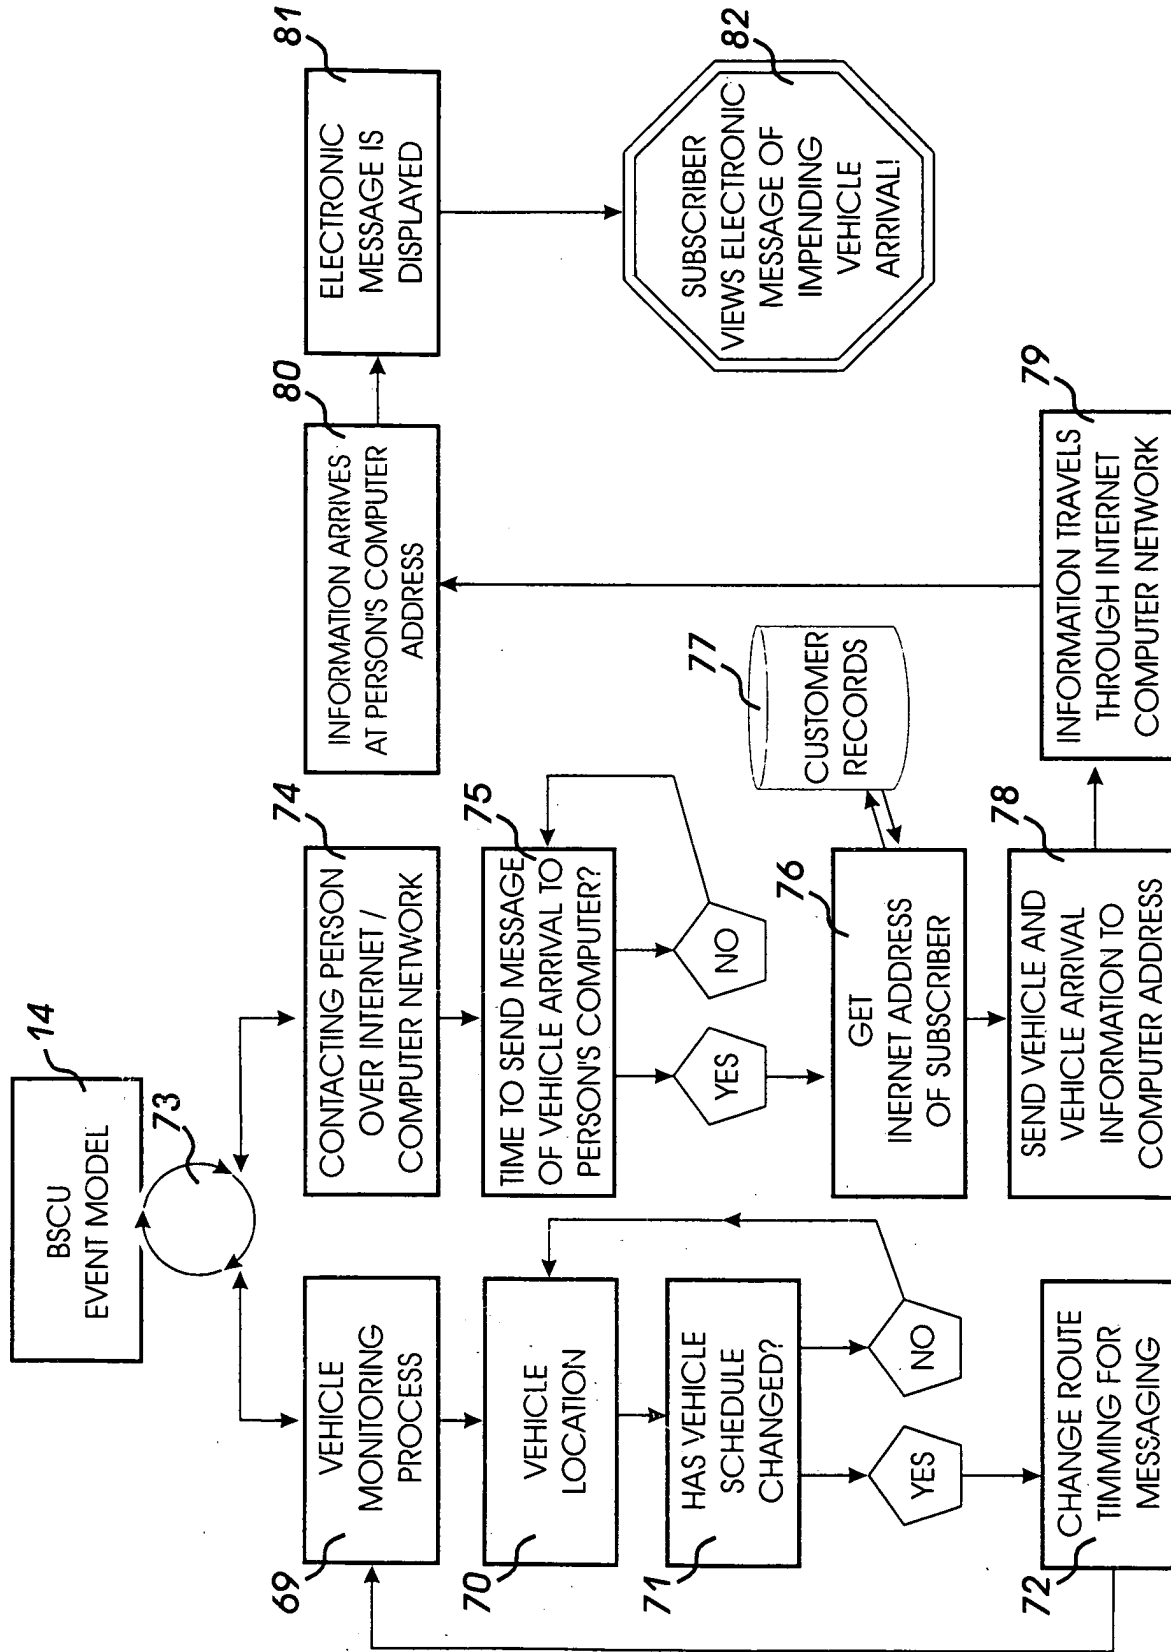 BSCU
EVENT MODEL
14
73
VEHICLE
MONITORING
PROCESS
69
VEHICLE
LOCATION
70
HAS VEHICLE
SCHEDULE
CHANGED?
71
YES
NO
CHANGE ROUTE
TIMMING FOR
MESSAGING
72
CONTACTING PERSON
OVER INTERNET /
COMPUTER NETWORK
74
TIME TO SEND MESSAGE
OF VEHICLE ARRIVAL TO
PERSON'S COMPUTER?
75
YES
NO
GET
INERNET ADDRESS
OF SUBSCRIBER
76
CUSTOMER
RECORDS
77
SEND VEHICLE AND
VEHICLE ARRIVAL
INFORMATION TO
COMPUTER ADDRESS
78
INFORMATION TRAVELS
THROUGH INTERNET
COMPUTER NETWORK
79
INFORMATION ARRIVES
AT PERSON'S COMPUTER
ADDRESS
80
ELECTRONIC
MESSAGE IS
DISPLAYED
81
SUBSCRIBER
VIEWS ELECTRONIC
MESSAGE OF
IMPENDING
VEHICLE
ARRIVAL!
82